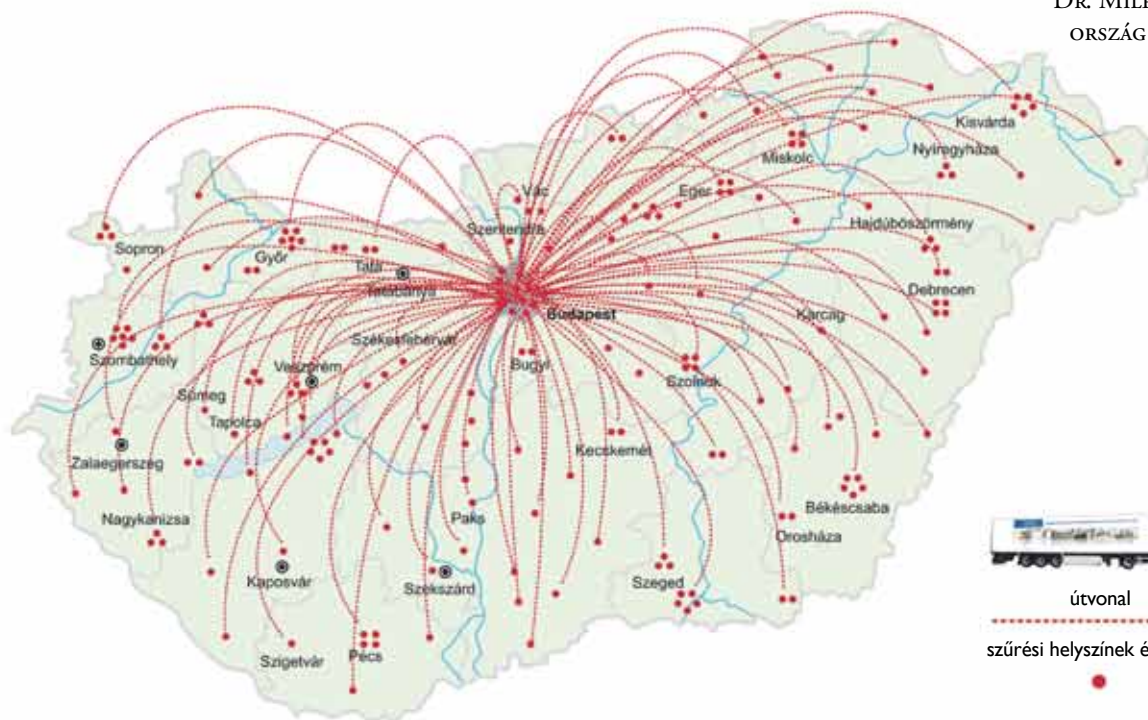 DR. MIL
ORSZÁG
Kisvárda
Miskolc
Nyíregyháza
Eger
Vác
Szentendre
Hajdúböszörmény
Sopron
Győr
Tata
Tatabánya
Debrecen
Budapest
Karcag
Székesfehérvár
Szombathely
Veszprém
Bugyi
Szolnok
Sümeg
Tapolca
Kecskemét
Zalaegerszeg
Békéscsaba
Nagykanizsa
Paks
Orosháza
Kaposvár
Szekszárd
Szeged
Szigetvár
Pécs
útvonal
szűrési helyszínek é